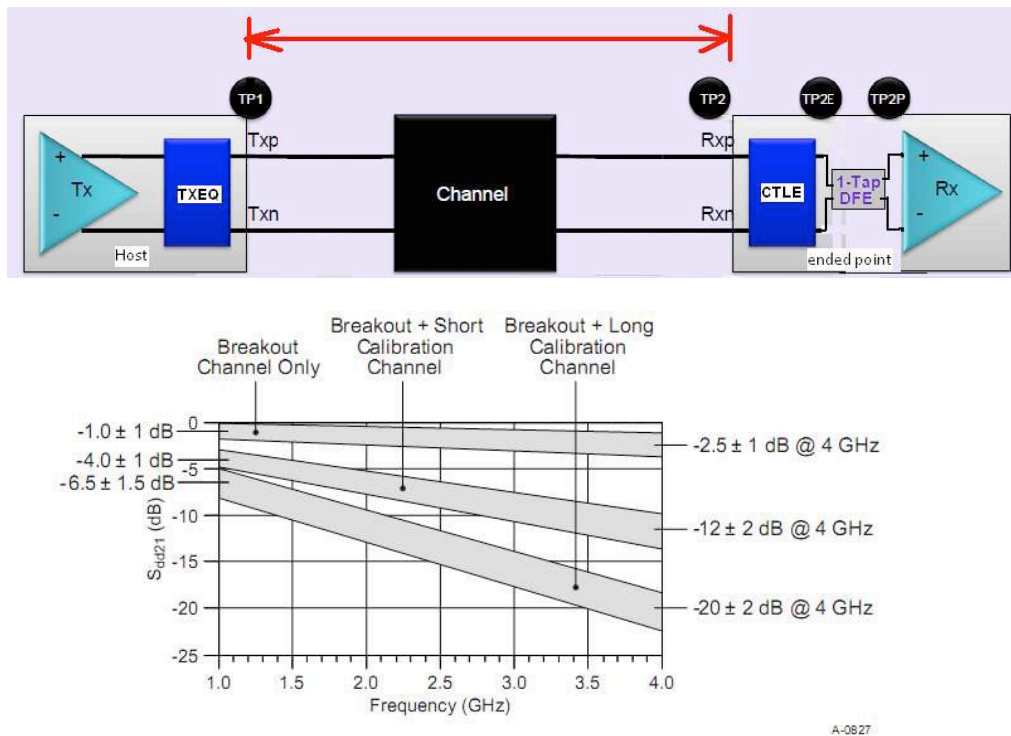 TP1
TP2
TP2E
TP2P
Txp
Rxp
+
Tx
-
TXEQ
Channel
CTLE
1-Tap
DFE
+
Rx
-
Txn
Rxn
Host
ended point
Breakout
Channel Only
Breakout + Short
Calibration
Channel
Breakout + Long
Calibration
Channel
-1.0 ± 1 dB
-4.0 ± 1 dB
-6.5 ± 1.5 dB
0
-5
-10
-15
-20
-25
Sdd21 (dB)
-2.5 ± 1 dB @ 4 GHz
-12 ± 2 dB @ 4 GHz
-20 ± 2 dB @ 4 GHz
1.0 1.5 2.0 2.5 3.0 3.5 4.0
Frequency (GHz)
A-0827